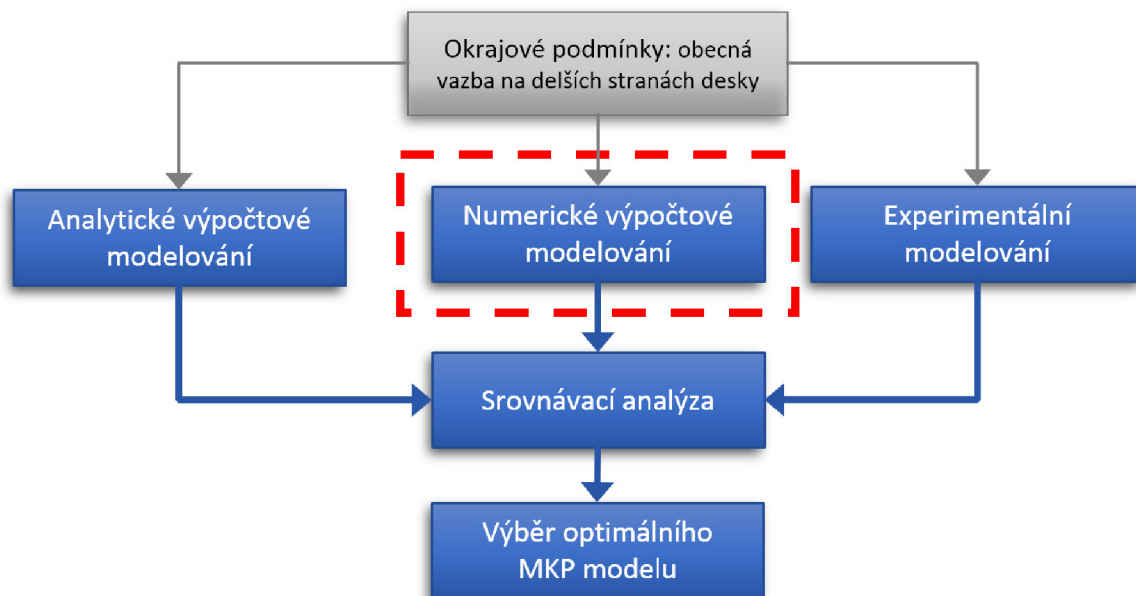 Okrajové podmínky: obecná
vazba na delších stranách desky
Analytické výpočtové
modelování
Numerické výpočtové
modelování
Experimentální
modelování
Srovnávací analýza
Výběr optimálního
MKP modelu